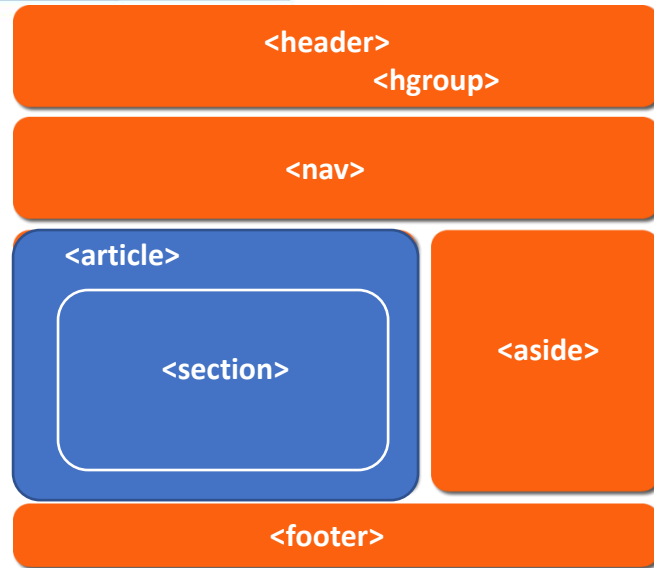 <header>
<hgroup>
<nav>
<article>
<section>
<aside>
<footer>